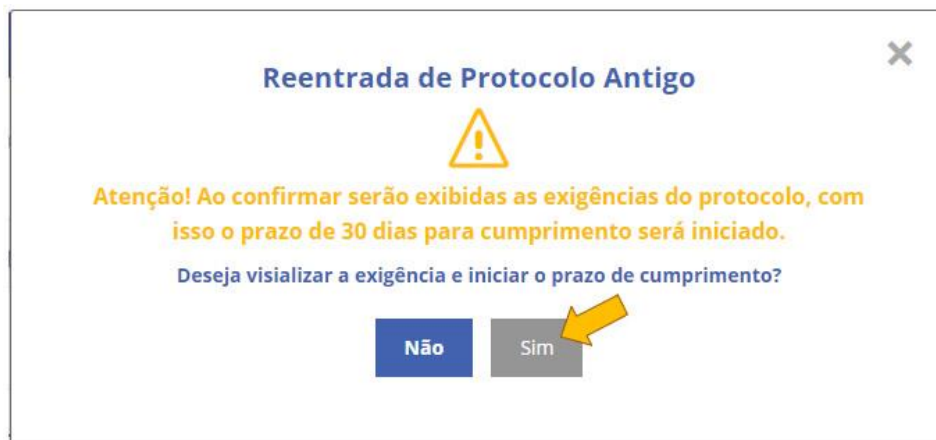 Reentrada de Protocolo Antigo
Atenção! Ao confirmar serão exibidas as exigências do protocolo, com
isso o prazo de 30 dias para cumprimento será iniciado.
Deseja visializar a exigência e iniciar o prazo de cumprimento?
Não
Sim